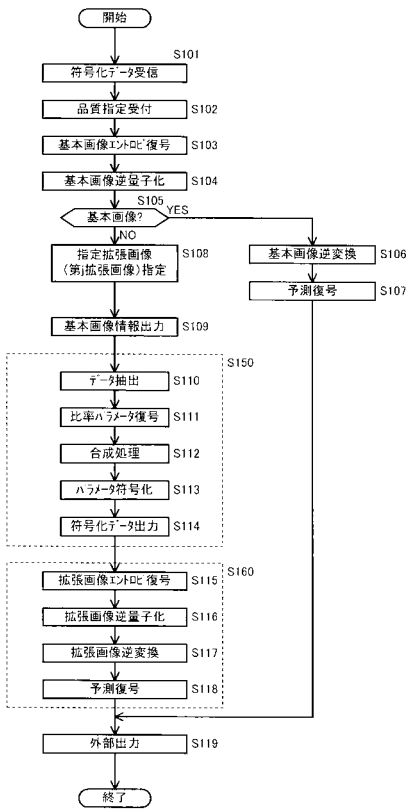 開始
S101
符号化データ受信
品質指定受付 S102
基本画像エントロピ復号 S103
基本画像逆量子化 S104
S105
基本画像? YES
NO
指定拡張画像 S108
(第j拡張画像)指定
基本画像逆変換 S106
予測復号 S107
基本画像情報出力 S109
S150
データ抽出 S110
比率パラメータ復号 S111
合成処理 S112
パラメータ符号化 S113
符号化データ出力 S114
S160
拡張画像エントロピ復号 S115
拡張画像逆量子化 S116
拡張画像逆変換 S117
予測復号 S118
外部出力 S119
終了